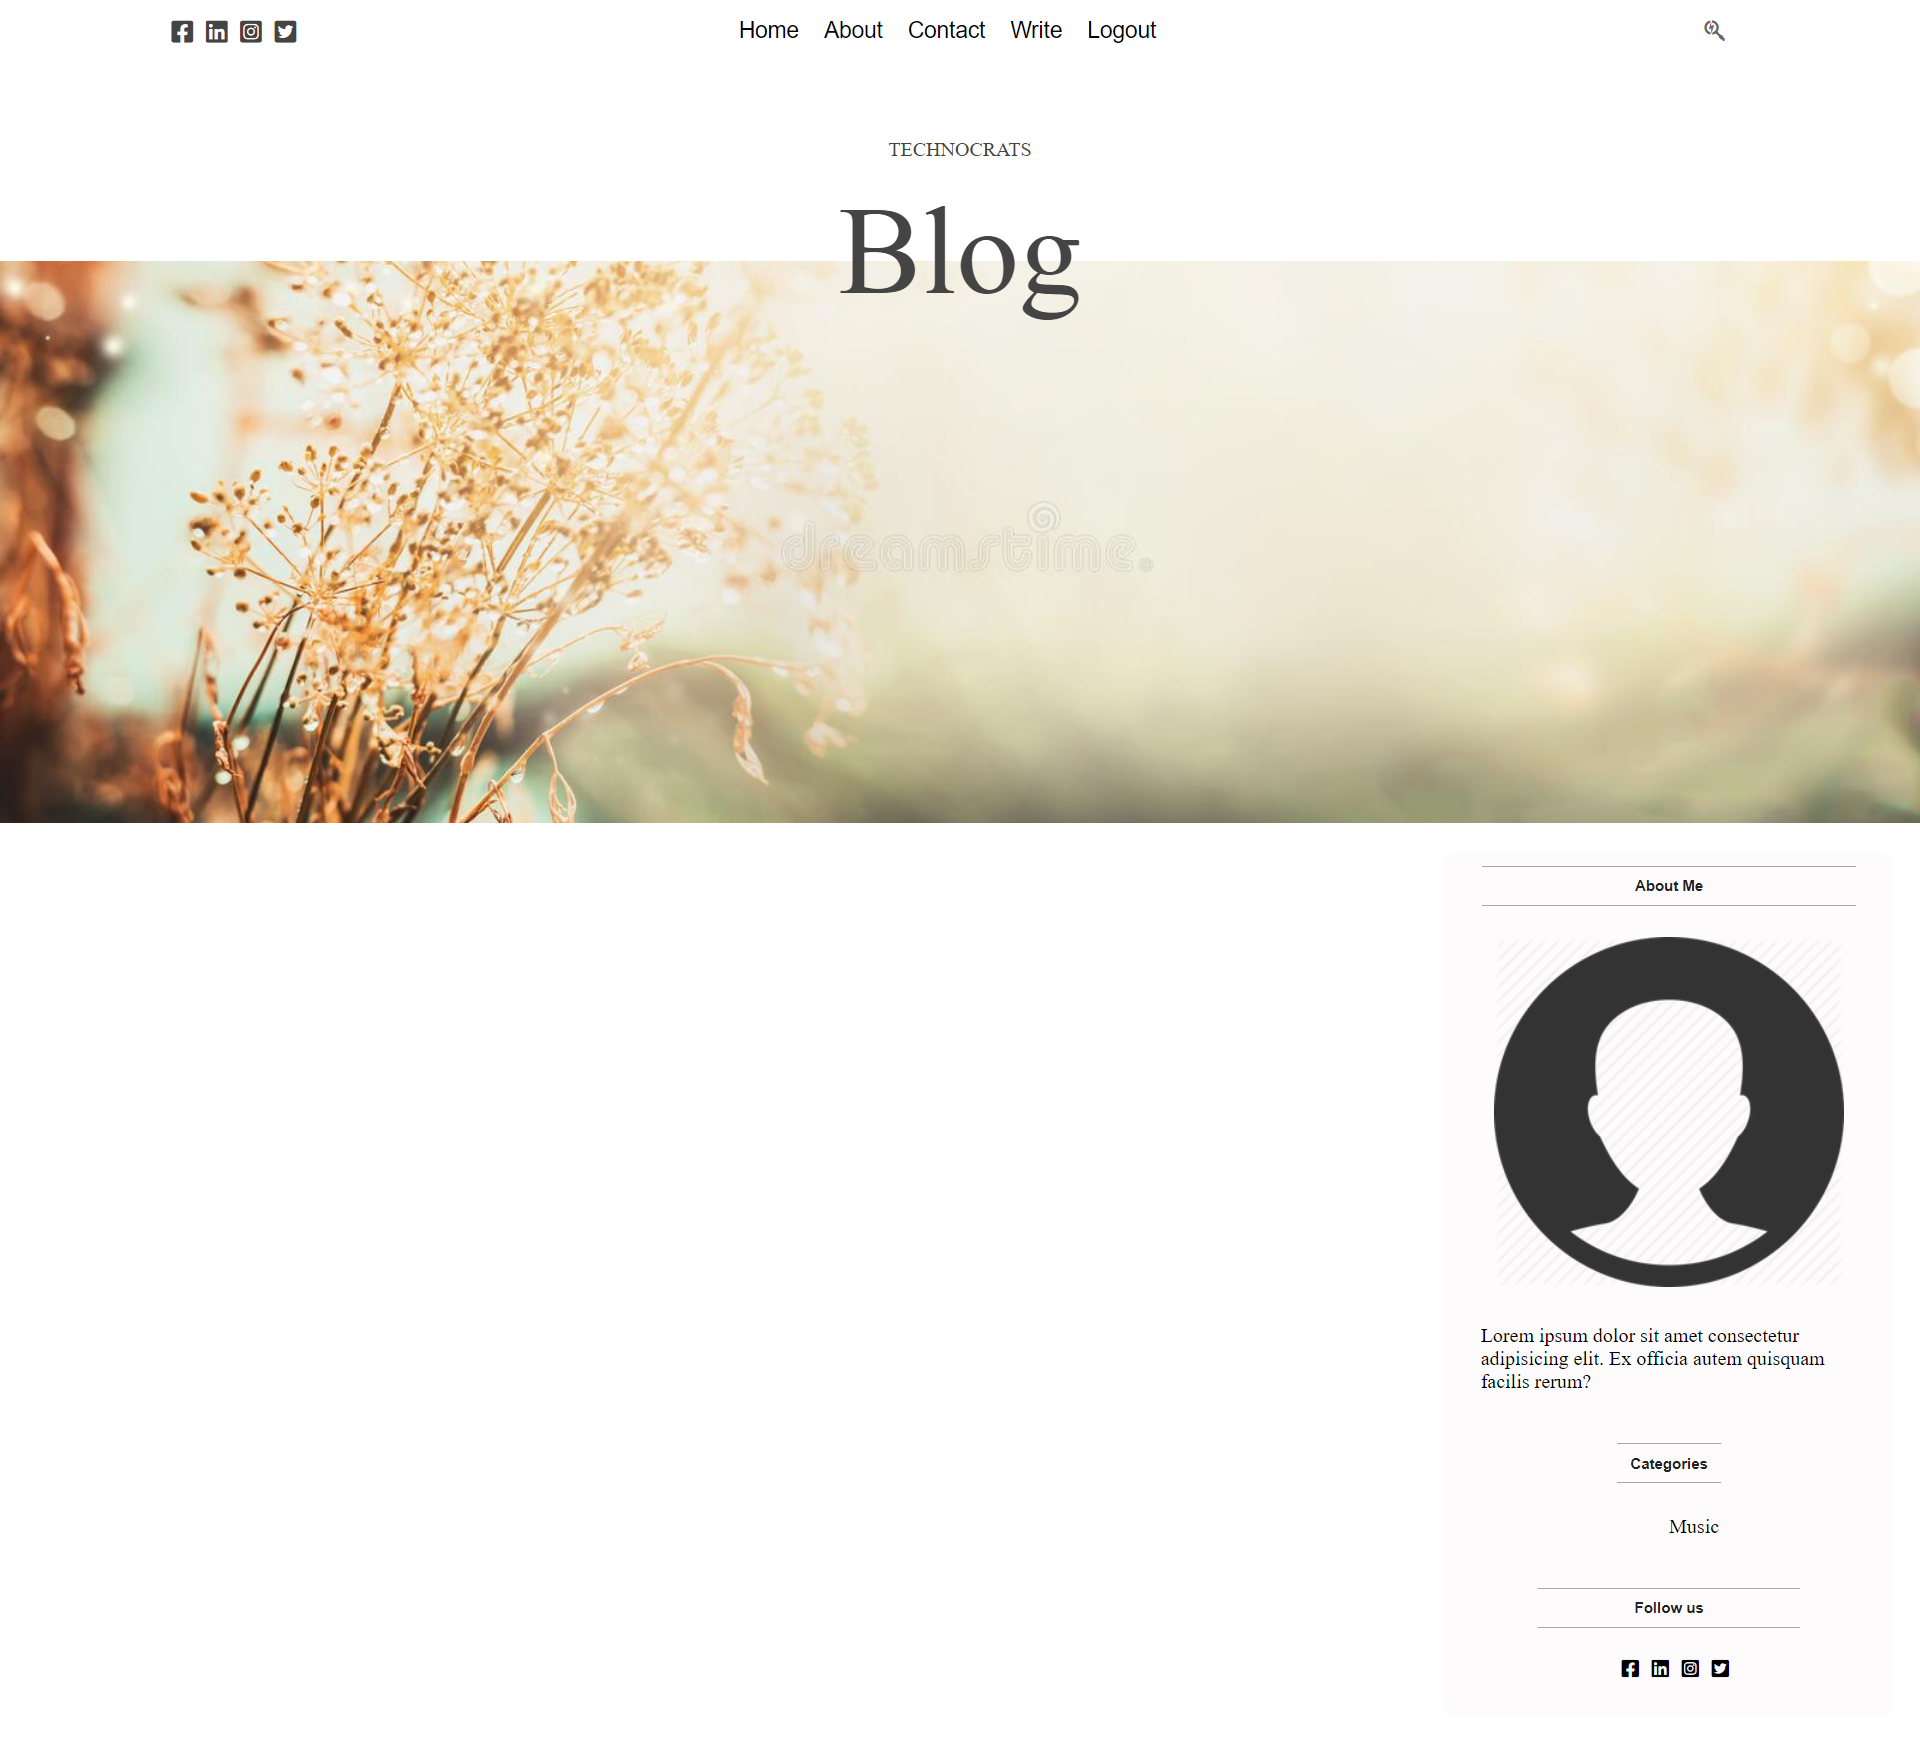 Home About Contact Write Logout
TECHNOCRATS
Blog
dreamstime.
About Me
Lorem ipsum dolor sit amet consectetur
adipisicing elit. Ex officia autem quisquam
facilis rerum?
Categories
Music
Follow us